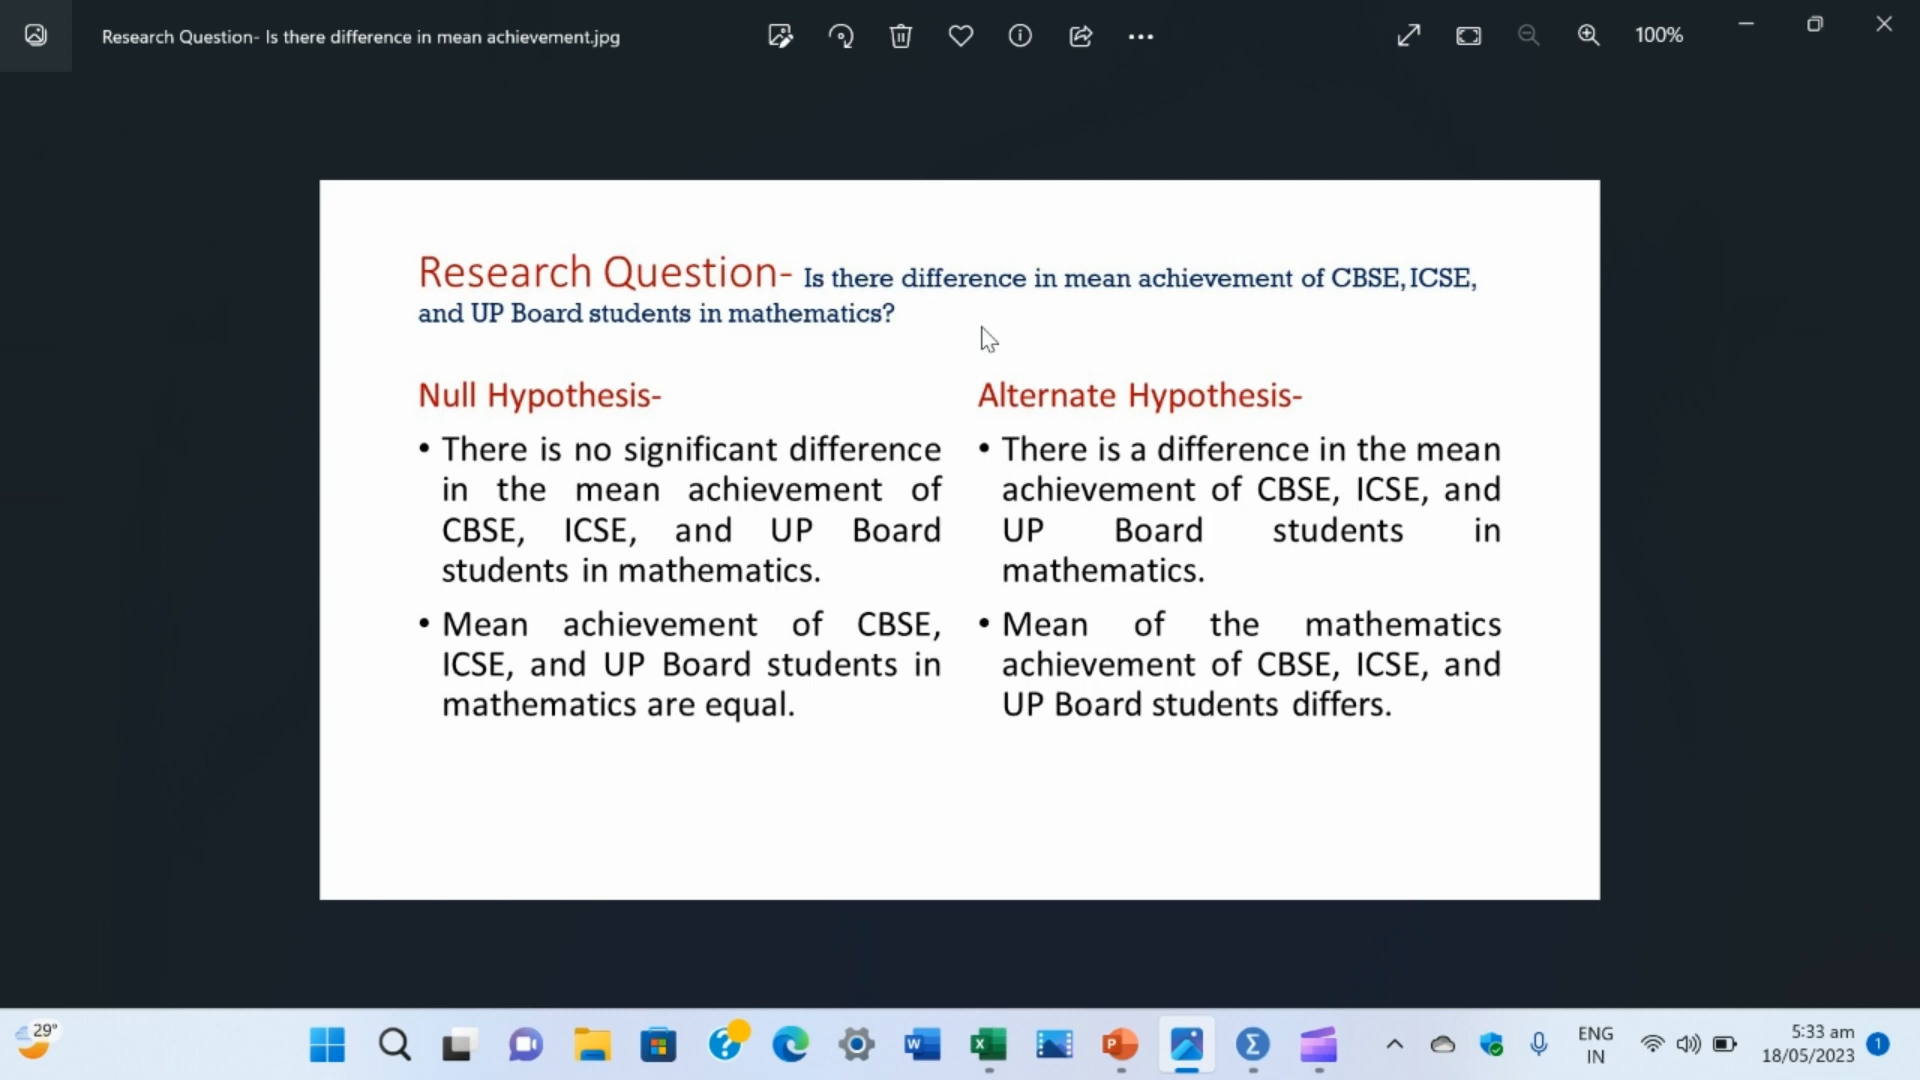 Research Question- Is there difference in mean achievement.jpg
100%
Research Question- Is there difference in mean achievement of CBSE, ICSE,
and UP Board students in mathematics?
Null Hypothesis-
• There is no significant difference
in the mean achievement of
CBSE, ICSE, and UP Board
students in mathematics.
• Mean achievement of CBSE,
ICSE, and UP Board students in
mathematics are equal.
Alternate Hypothesis-
• There is a difference in the mean
achievement of CBSE, ICSE, and
UP Board students in
mathematics.
• Mean of the mathematics
achievement of CBSE, ICSE, and
UP Board students differs.
29°
ENG
IN
5:33 am
18/05/2023
1